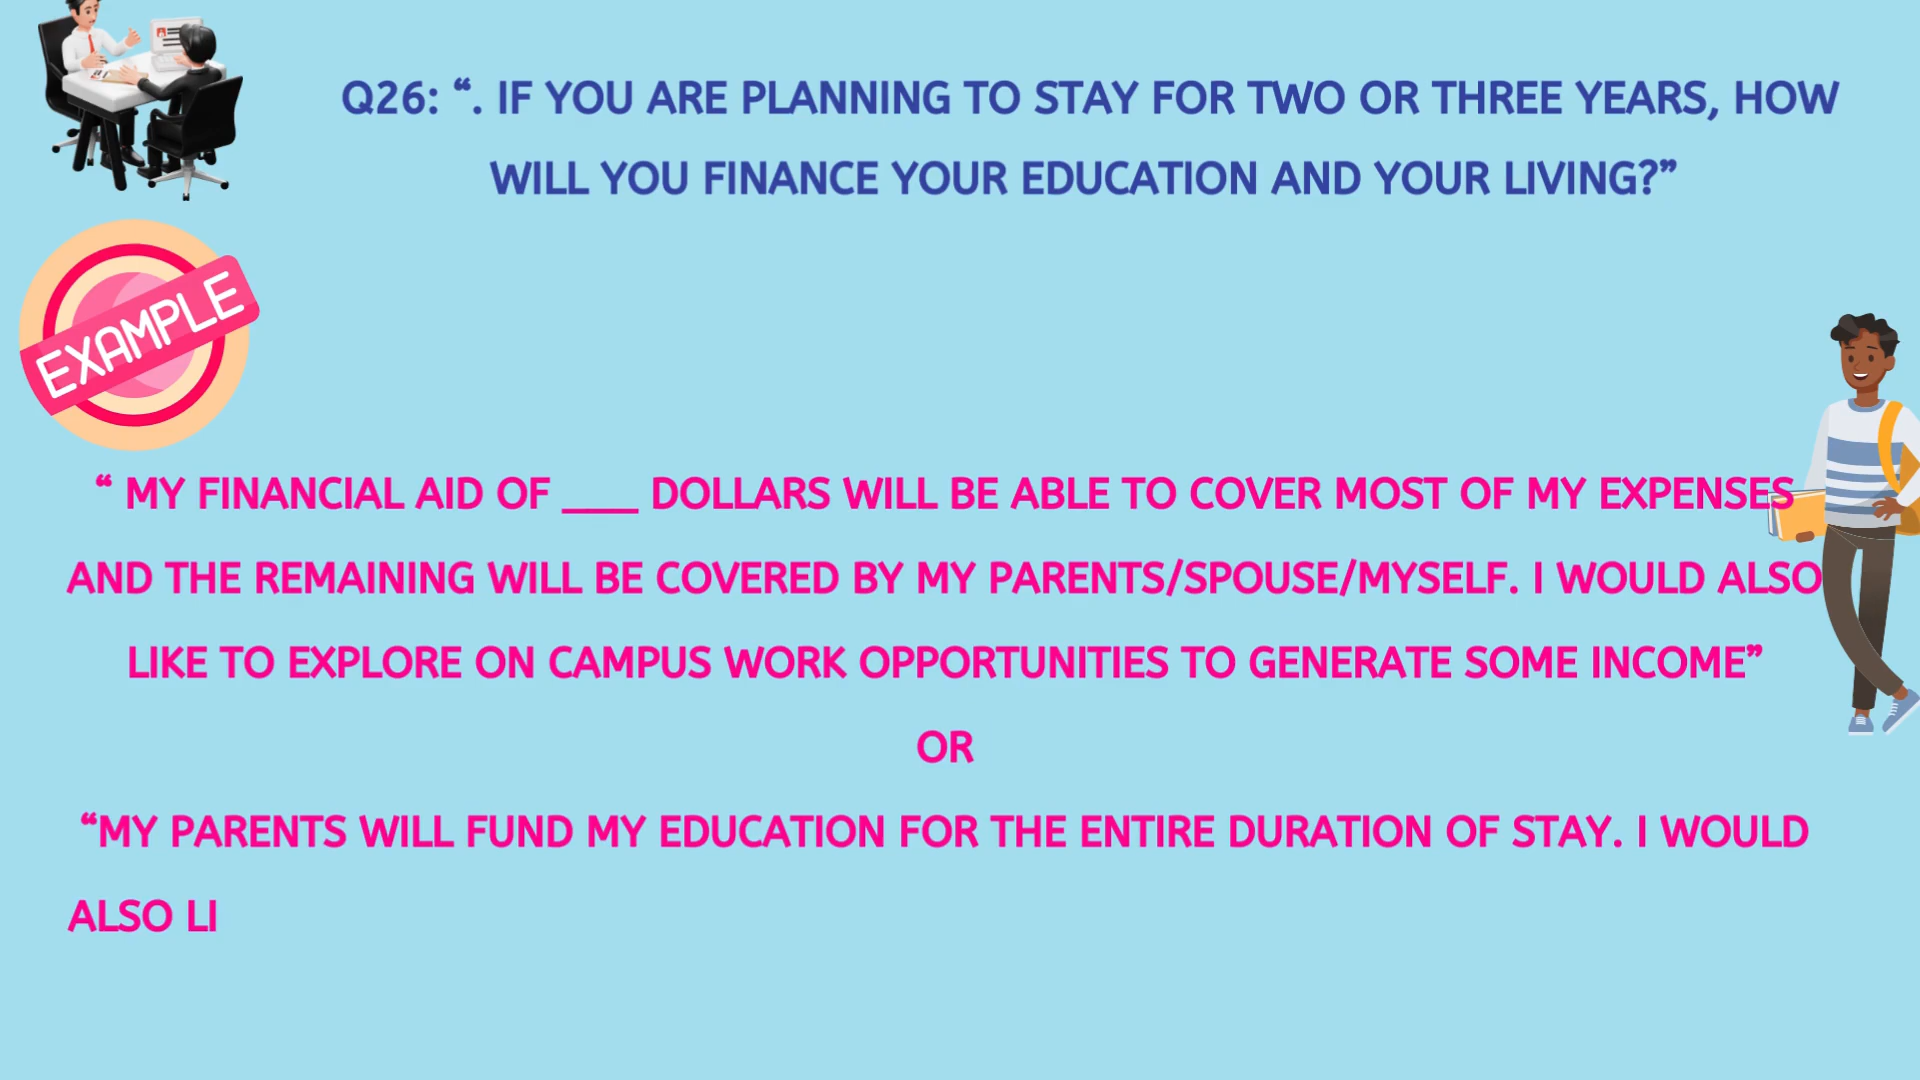 Q26: “. IF YOU ARE PLANNING TO STAY FOR TWO OR THREE YEARS, HOW
WILL YOU FINANCE YOUR EDUCATION AND YOUR LIVING?”
EXAMPLE
“ MY FINANCIAL AID OF ___ DOLLARS WILL BE ABLE TO COVER MOST OF MY EXPENSES
AND THE REMAINING WILL BE COVERED BY MY PARENTS/SPOUSE/MYSELF. I WOULD ALSO
LIKE TO EXPLORE ON CAMPUS WORK OPPORTUNITIES TO GENERATE SOME INCOME”
OR
“MY PARENTS WILL FUND MY EDUCATION FOR THE ENTIRE DURATION OF STAY. I WOULD
ALSO LI